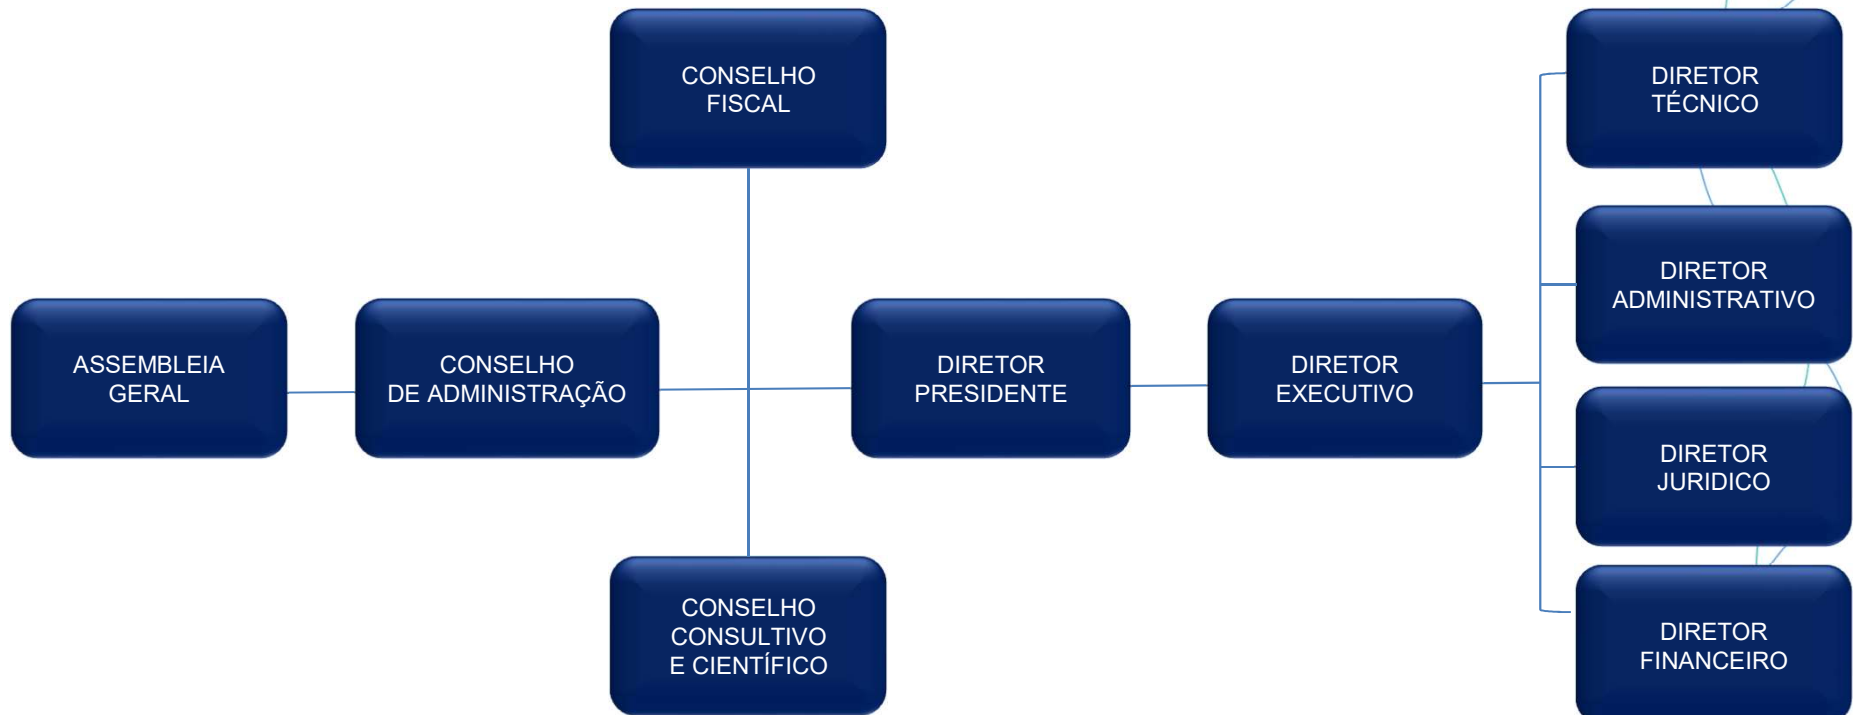 CONSELHO
FISCAL
DIRETOR
TÉCNICO
DIRETOR
ADMINISTRATIVO
ASSEMBLEIA
GERAL
CONSELHO
DE ADMINISTRAÇÃO
DIRETOR
PRESIDENTE
DIRETOR
EXECUTIVO
DIRETOR
JURIDICO
CONSELHO
CONSULTIVO
E CIENTÍFICO
DIRETOR
FINANCEIRO